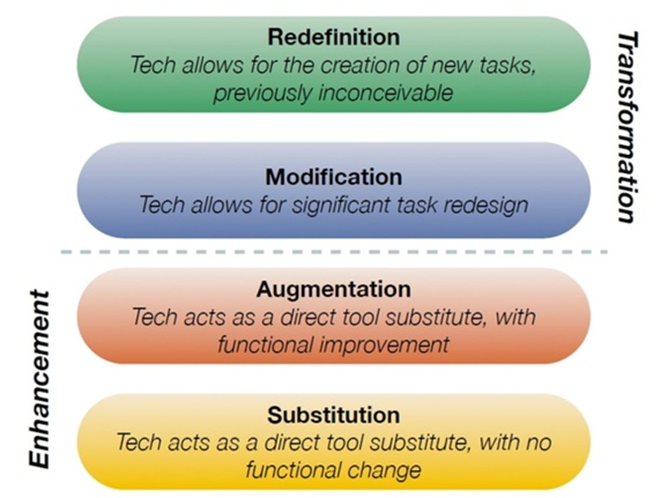 Redefinition
Tech allows for the creation of new tasks,
previously inconceivable
Modification
Tech allows for significant task redesign
Transformation
Augmentation
Tech acts as a direct tool substitute, with
functional improvement
Substitution
Tech acts as a direct tool substitute, with no
functional change
Enhancement